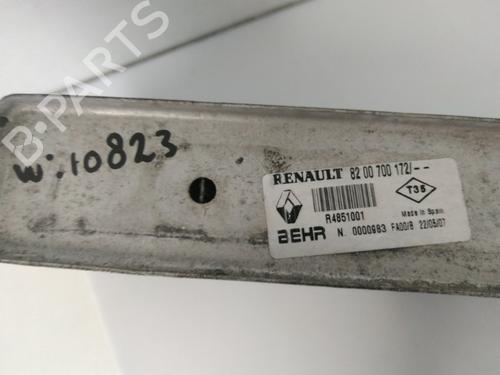 B-PARTS
W:10823
RENAULT 82 00 700 172/--
T35
R4851001
Made in Spain
BEHR N. 0000983 FA00/B 22/05/07